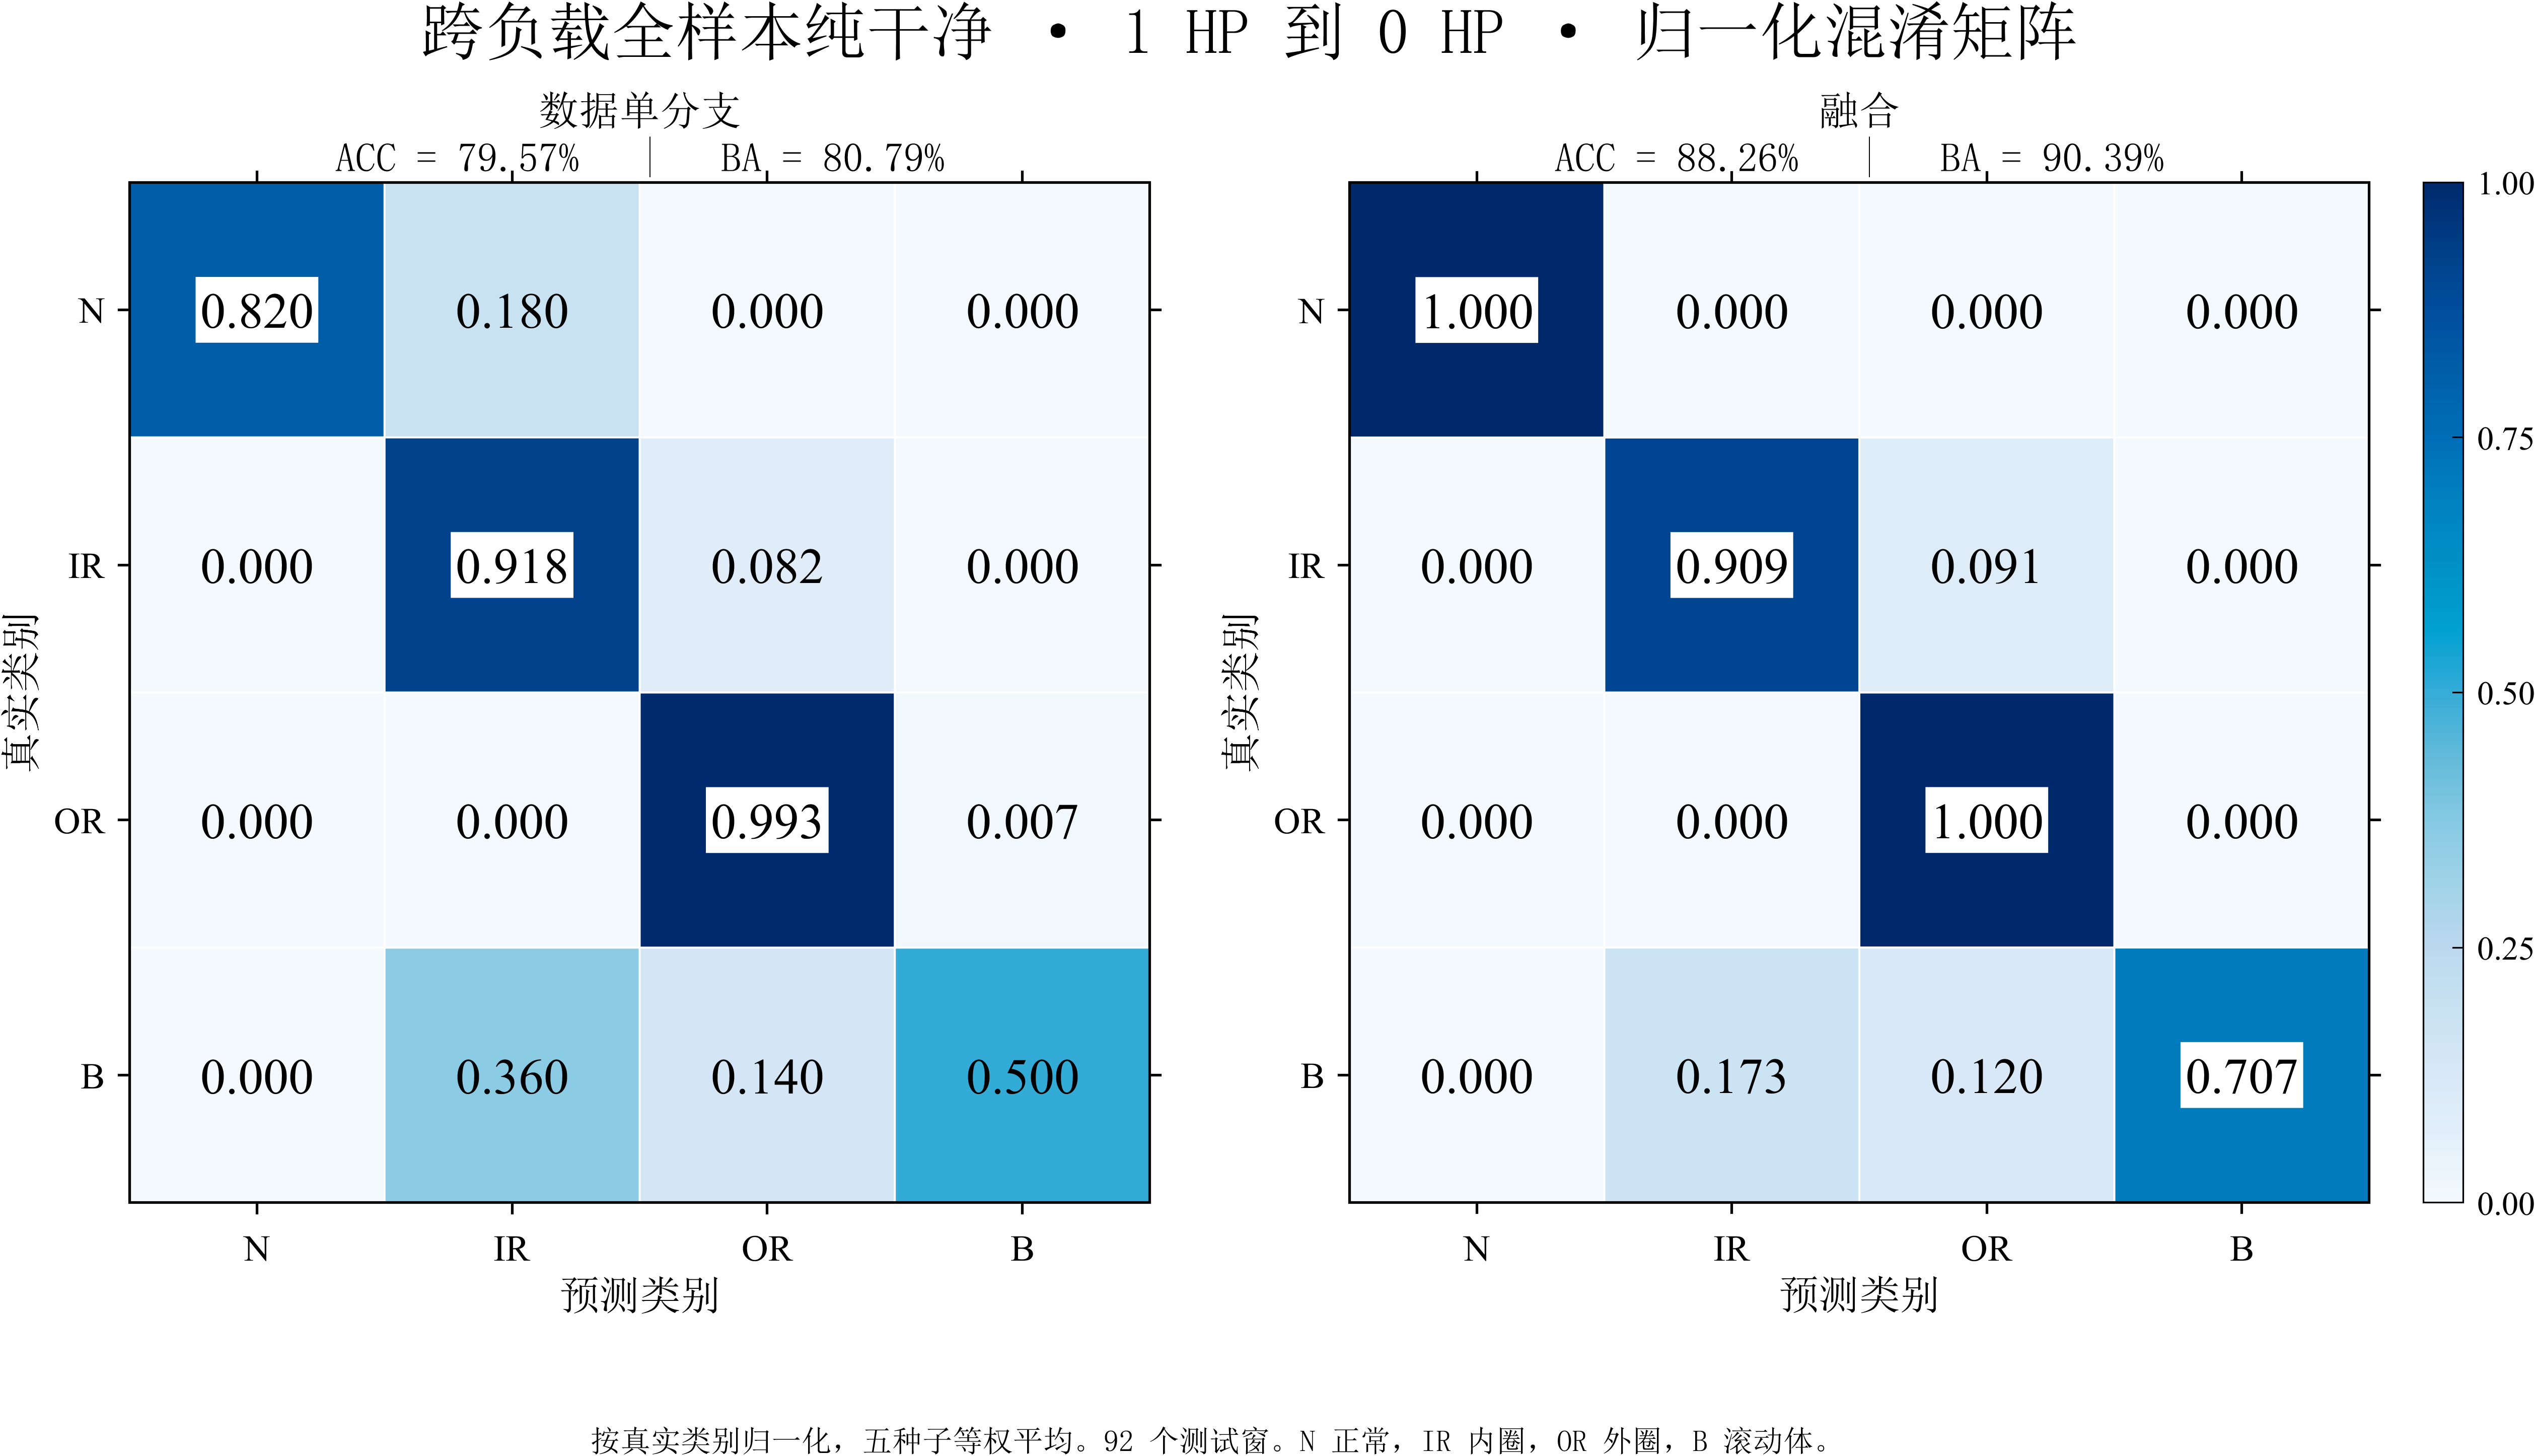 跨负载全样本纯干净 · 1 HP 到 0 HP · 归一化混淆矩阵
数据单分支
ACC = 79.57% │ BA = 80.79%
N 0.820 0.180 0.000 0.000
IR 0.000 0.918 0.082 0.000
OR 0.000 0.000 0.993 0.007
B 0.000 0.360 0.140 0.500
真实类别
N IR OR B
预测类别
融合
ACC = 88.26% │ BA = 90.39%
N 1.000 0.000 0.000 0.000
IR 0.000 0.909 0.091 0.000
OR 0.000 0.000 1.000 0.000
B 0.000 0.173 0.120 0.707
真实类别
N IR OR B
预测类别
1.00
0.75
0.50
0.25
0.00
按真实类别归一化，五种子等权平均。92 个测试窗。N 正常，IR 内圈，OR 外圈，B 滚动体。